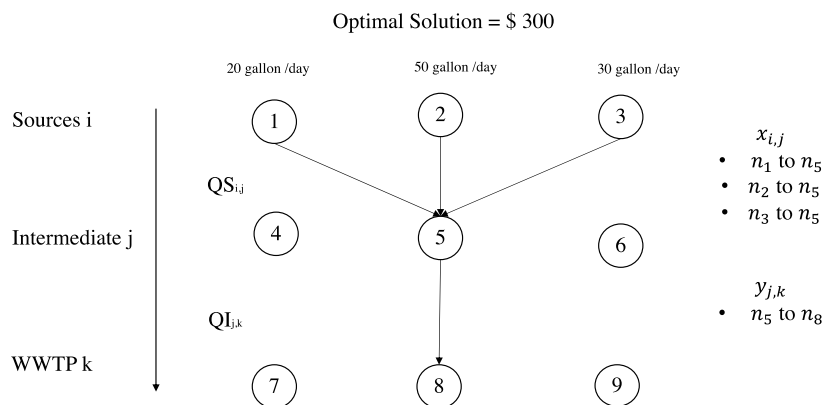 Optimal Solution = $ 300
20 gallon /day
50 gallon /day
30 gallon /day
Sources i
1
2
3
x_{i,j}
• n_1 to n_5
• n_2 to n_5
• n_3 to n_5
QS_{i,j}
Intermediate j
4
5
6
y_{j,k}
• n_5 to n_8
QI_{j,k}
WWTP k
7
8
9